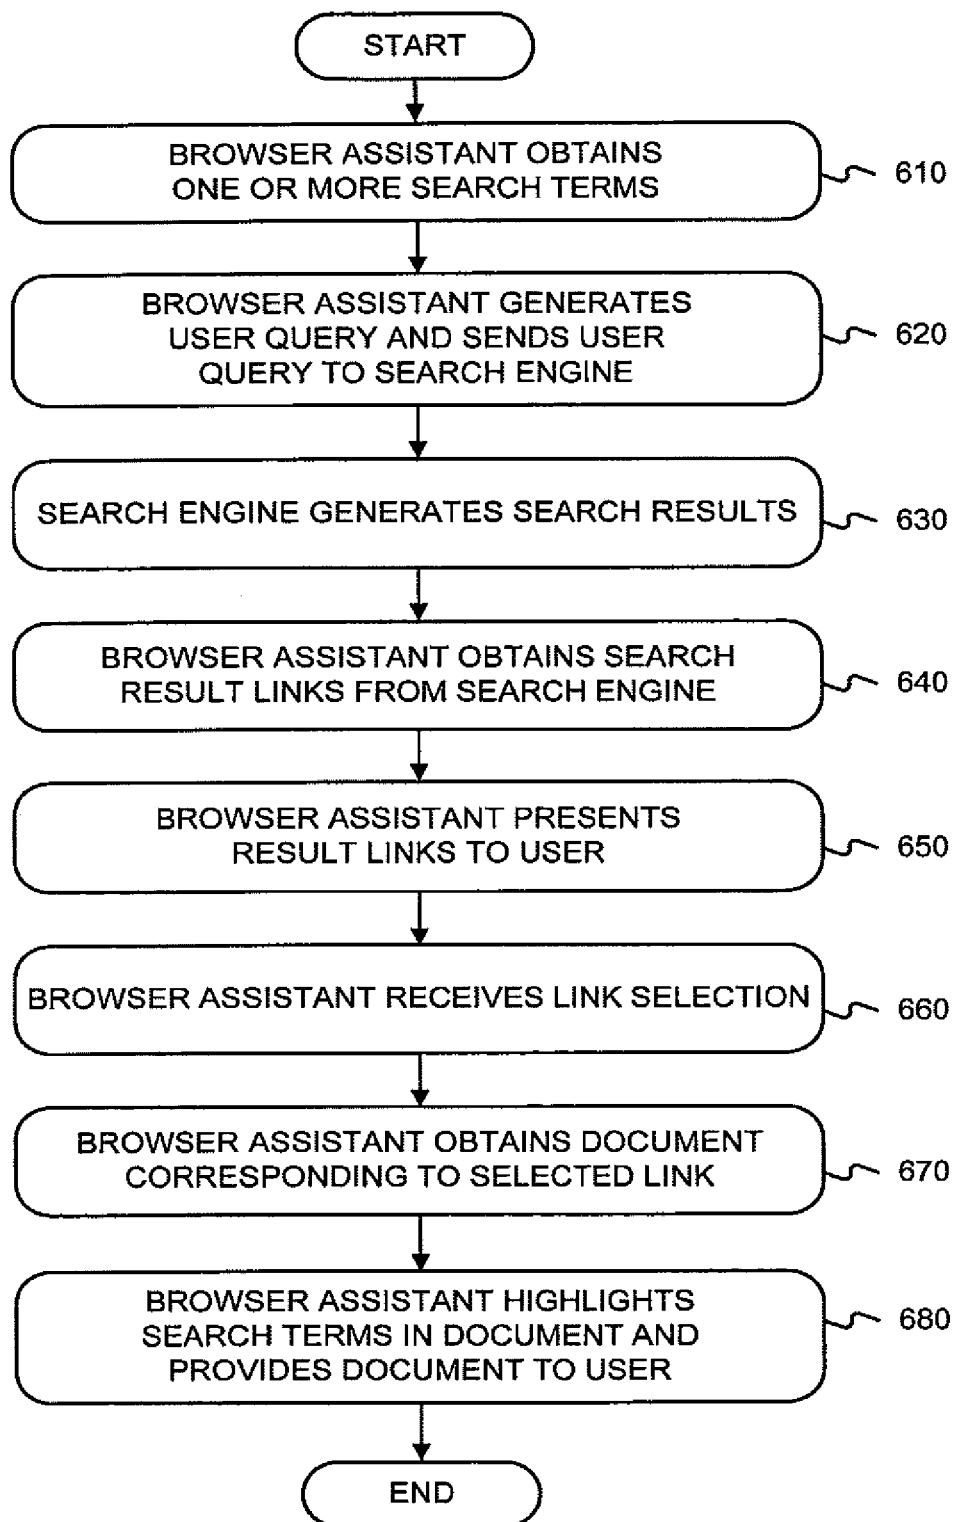 START
BROWSER ASSISTANT OBTAINS
ONE OR MORE SEARCH TERMS
610
BROWSER ASSISTANT GENERATES
USER QUERY AND SENDS USER
QUERY TO SEARCH ENGINE
620
SEARCH ENGINE GENERATES SEARCH RESULTS
630
BROWSER ASSISTANT OBTAINS SEARCH
RESULT LINKS FROM SEARCH ENGINE
640
BROWSER ASSISTANT PRESENTS
RESULT LINKS TO USER
650
BROWSER ASSISTANT RECEIVES LINK SELECTION
660
BROWSER ASSISTANT OBTAINS DOCUMENT
CORRESPONDING TO SELECTED LINK
670
BROWSER ASSISTANT HIGHLIGHTS
SEARCH TERMS IN DOCUMENT AND
PROVIDES DOCUMENT TO USER
680
END